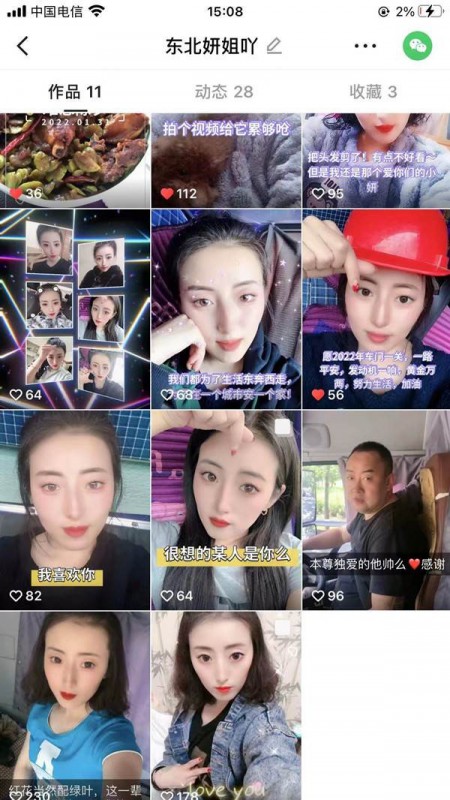 中国电信
15:08
2%
东北妍姐吖
作品 11
动态 28
收藏 3
2022.01.31
36
拍个视频给它累够呛
112
把头发剪了！有点不好看~
但是我还是那个爱你们的小
妍
95
64
我们都为了生活东奔西走，
一个城市安一个家！
68
愿2022年车门一关，一路
平安，发动机一响，黄金万
两，努力生活，加油
56
我喜欢你
82
很想的某人是你么
64
本尊独爱的他帅么❤️感谢
96
红花当然配绿叶，这一辈
230
love you
178